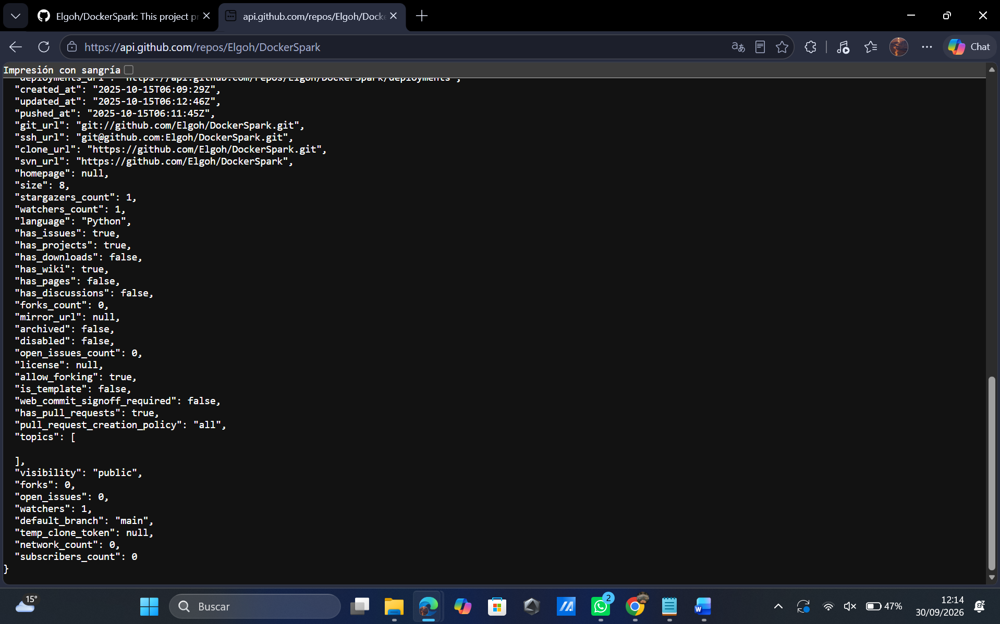 Elgoh/DockerSpark: This project p
api.github.com/repos/Elgoh/Docke
https://api.github.com/repos/Elgoh/DockerSpark
Chat
Impresión con sangría
"deployments_url": "https://api.github.com/repos/Elgoh/DockerSpark/deployments",
"created_at": "2025-10-15T06:09:29Z",
"updated_at": "2025-10-15T06:12:46Z",
"pushed_at": "2025-10-15T06:11:45Z",
"git_url": "git://github.com/Elgoh/DockerSpark.git",
"ssh_url": "git@github.com:Elgoh/DockerSpark.git",
"clone_url": "https://github.com/Elgoh/DockerSpark.git",
"svn_url": "https://github.com/Elgoh/DockerSpark",
"homepage": null,
"size": 8,
"stargazers_count": 1,
"watchers_count": 1,
"language": "Python",
"has_issues": true,
"has_projects": true,
"has_downloads": false,
"has_wiki": true,
"has_pages": false,
"has_discussions": false,
"forks_count": 0,
"mirror_url": null,
"archived": false,
"disabled": false,
"open_issues_count": 0,
"license": null,
"allow_forking": true,
"is_template": false,
"web_commit_signoff_required": false,
"has_pull_requests": true,
"pull_request_creation_policy": "all",
"topics": [
],
"visibility": "public",
"forks": 0,
"open_issues": 0,
"watchers": 1,
"default_branch": "main",
"temp_clone_token": null,
"network_count": 0,
"subscribers_count": 0
}
15°
Buscar
2
47%
12:14
30/09/2026